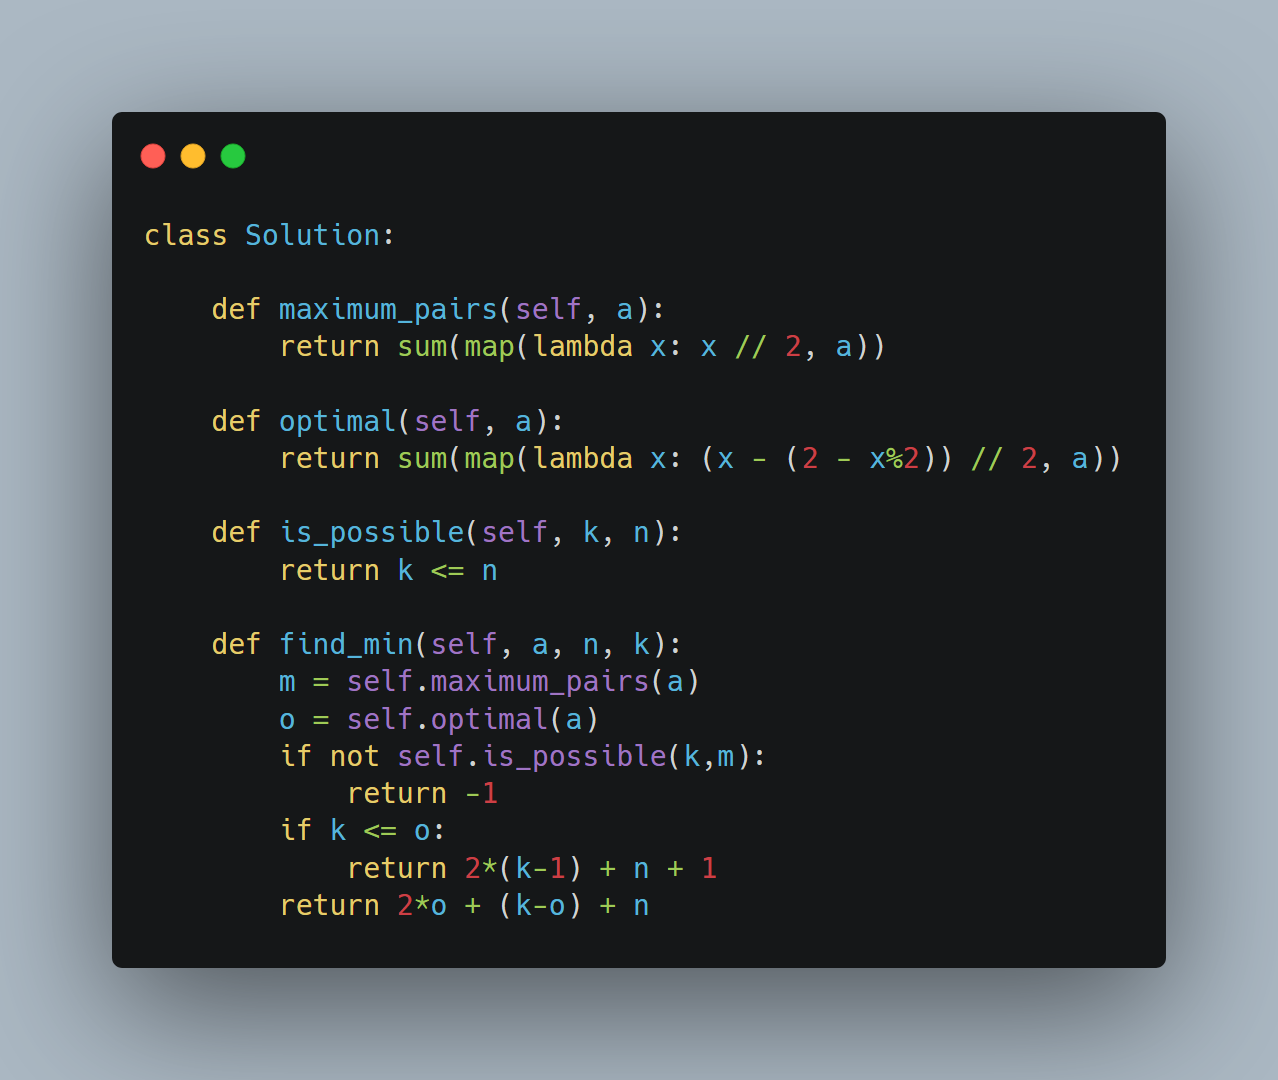 class Solution:
    def maximum_pairs(self, a):
        return sum(map(lambda x: x // 2, a))
    def optimal(self, a):
        return sum(map(lambda x: (x - (2 - x%2)) // 2, a))
    def is_possible(self, k, n):
        return k <= n
    def find_min(self, a, n, k):
        m = self.maximum_pairs(a)
        o = self.optimal(a)
        if not self.is_possible(k,m):
            return -1
        if k <= o:
            return 2*(k-1) + n + 1
        return 2*o + (k-o) + n